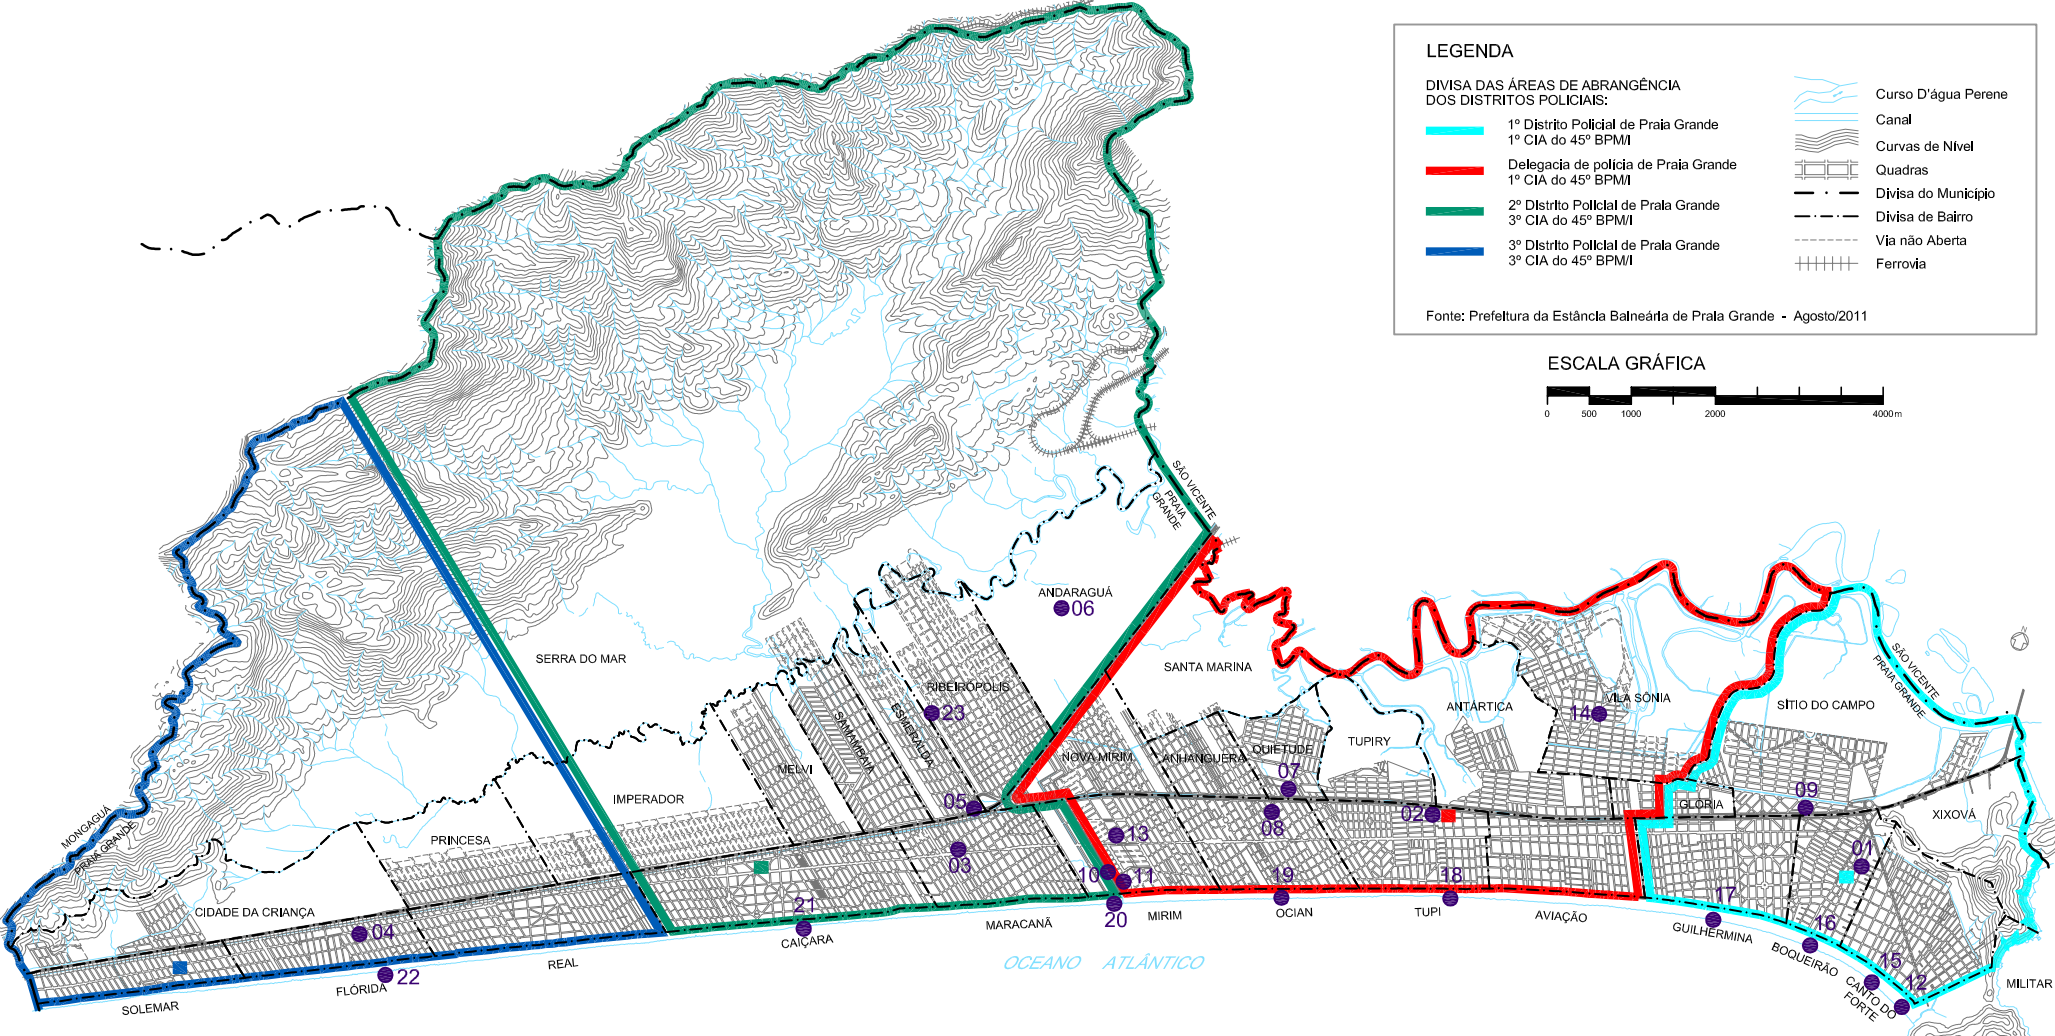 LEGENDA
DIVISA DAS ÁREAS DE ABRANGÊNCIA
DOS DISTRITOS POLICIAIS:
1º Distrito Policial de Praia Grande
1º CIA do 45º BPM/I
Delegacia de policia de Praia Grande
1º CIA do 45º BPM/I
2º Distrito Policial de Praia Grande
3º CIA do 45º BPM/I
3º Distrito Policial de Praia Grande
3º CIA do 45º BPM/I
Curso D'água Perene
Canal
Curvas de Nível
Quadras
Divisa do Município
Divisa de Bairro
Via não Aberta
Ferrovia
Fonte: Prefeitura da Estância Balneária de Praia Grande - Agosto/2011
ESCALA GRÁFICA
0 500 1000 2000 4000m
SÃO VICENTE
PRAIA
GRANDE
ANDARAGUÁ
06
SERRA DO MAR
SANTA MARINA
RIBEIRÓPOLIS
23
ESMERALDA
SAMAMBAIA
MELVI
IMPERADOR
PRINCESA
CIDADE DA CRIANÇA
MONGAGUÁ
PRAIA GRANDE
NOVA MIRIM
ANHANGUERA
QUIETUDE
07
TUPIRY
ANTÁRTICA
VILA SÔNIA
14
SÍTIO DO CAMPO
SÃO VICENTE
PRAIA GRANDE
N
GLÓRIA
09
XIXOVÁ
05
03
13
08
02
01
10
11
19
18
17
16
15
12
20
21
04
22
SOLEMAR
FLÓRIDA
REAL
CAIÇARA
MARACANÃ
MIRIM
OCIAN
TUPI
AVIAÇÃO
GUILHERMINA
BOQUEIRÃO
CANTO DO
FORTE
MILITAR
OCEANO ATLÂNTICO